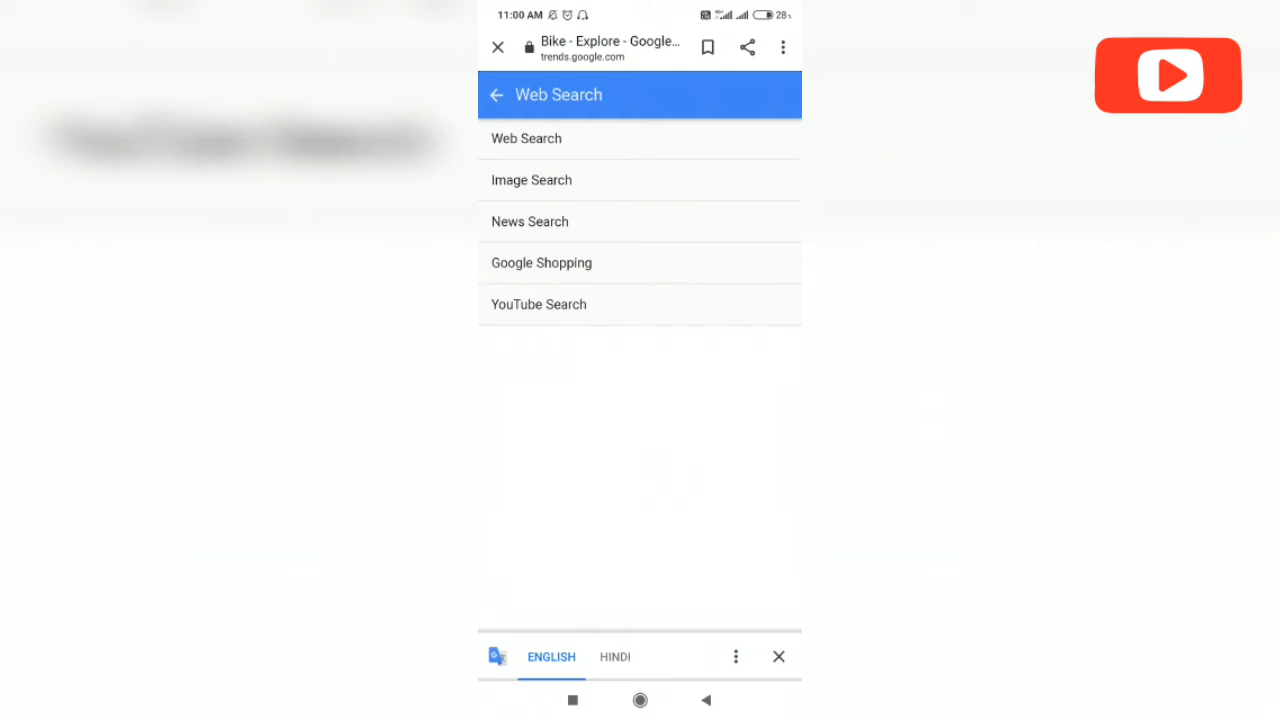 11:00 AM
28%
Bike - Explore - Google...
trends.google.com
Web Search
Web Search
Image Search
News Search
Google Shopping
YouTube Search
ENGLISH HINDI